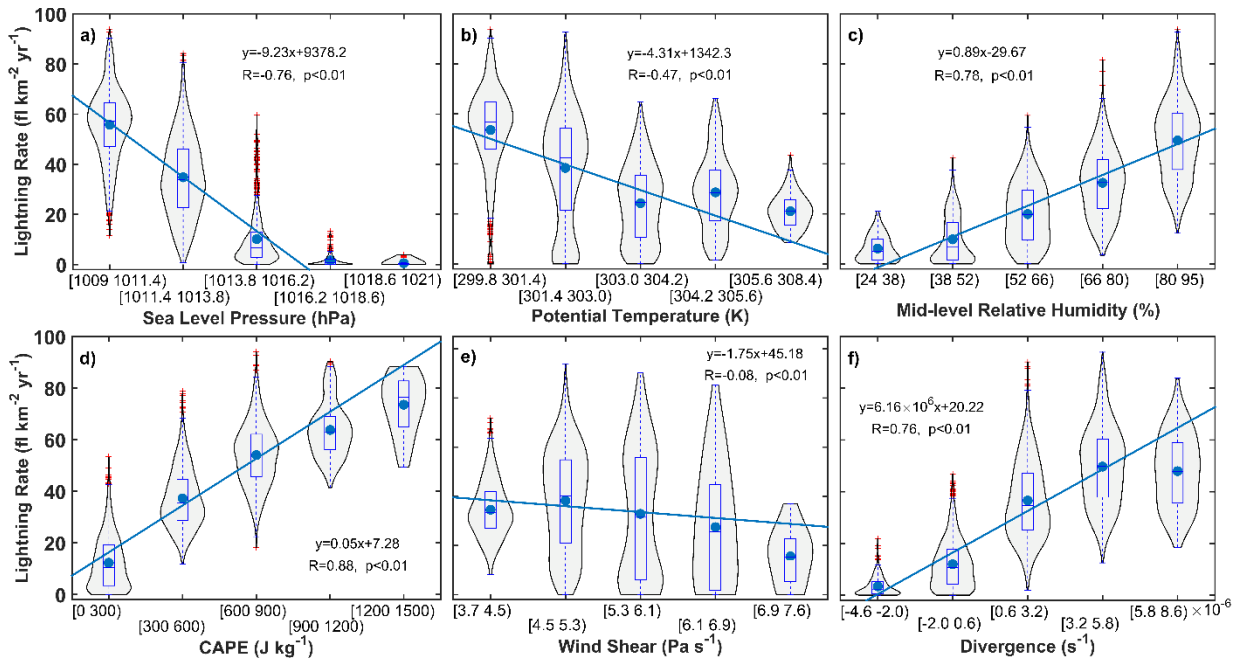 Lightning Rate (fl km⁻² yr⁻¹)
100
80
60
40
20
0
a)
y=-9.23x+9378.2
R=-0.76, p<0.01
[1009 1011.4)
[1011.4 1013.8)
[1013.8 1016.2)
[1016.2 1018.6)
[1018.6 1021)
Sea Level Pressure (hPa)
b)
y=-4.31x+1342.3
R=-0.47, p<0.01
[299.8 301.4)
[301.4 303.0)
[303.0 304.2)
[304.2 305.6)
[305.6 308.4)
Potential Temperature (K)
c)
y=0.89x-29.67
R=0.78, p<0.01
[24 38)
[38 52)
[52 66)
[66 80)
[80 95)
Mid-level Relative Humidity (%)
Lightning Rate (fl km⁻² yr⁻¹)
100
80
60
40
20
0
d)
y=0.05x+7.28
R=0.88, p<0.01
[0 300)
[300 600)
[600 900)
[900 1200)
[1200 1500)
CAPE (J kg⁻¹)
e)
y=-1.75x+45.18
R=-0.08, p<0.01
[3.7 4.5)
[4.5 5.3)
[5.3 6.1)
[6.1 6.9)
[6.9 7.6)
Wind Shear (Pa s⁻¹)
f)
y=6.16×10⁶x+20.22
R=0.76, p<0.01
[-4.6 -2.0)
[-2.0 0.6)
[0.6 3.2)
[3.2 5.8)
[5.8 8.6) ×10⁻⁶
Divergence (s⁻¹)